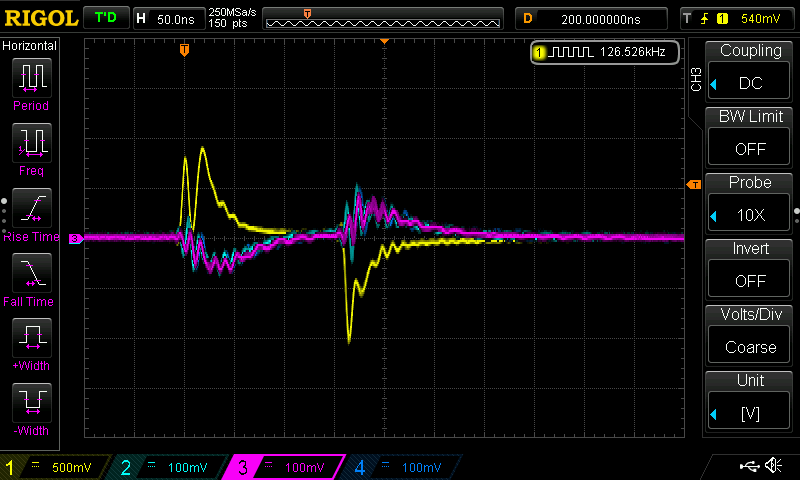 RIGOL T'D H 50.0ns 250MSa/s D 200.000000ns T 1 540mV
150 pts
Horizontal
1 126.526kHz
Coupling
CH3
DC
Period
BW Limit
OFF
Freq
Probe
10X
Rise Time
T
3
Invert
OFF
Fall Time
Volts/Div
Coarse
+Width
Unit
[V]
-Width
1 500mV 2 100mV 3 100mV 4 100mV